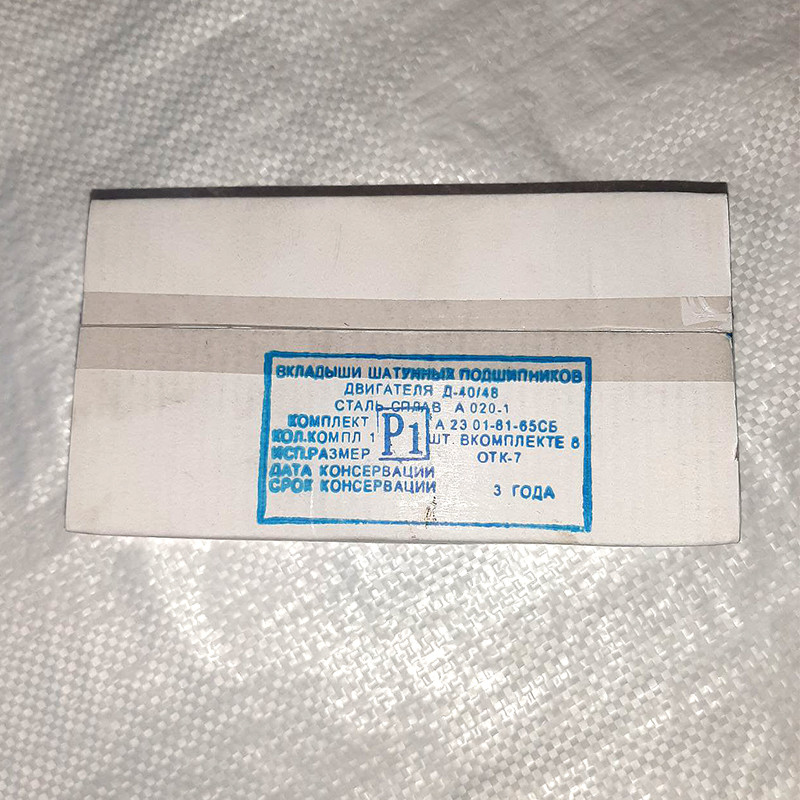 ВКЛАДЫШИ ШАТУННЫХ ПОДШИПНИКОВ
ДВИГАТЕЛЯ Д-40/48
СТАЛЬ-СПЛАВ А 020-1
КОМПЛЕКТ А 23 01-81-65СБ
КОЛ.КОМПЛ 1 ШТ. ВКОМПЛЕКТЕ 8
Р1
ИСП.РАЗМЕР ОТК-7
ДАТА КОНСЕРВАЦИИ
СРОК КОНСЕРВАЦИИ 3 ГОДА